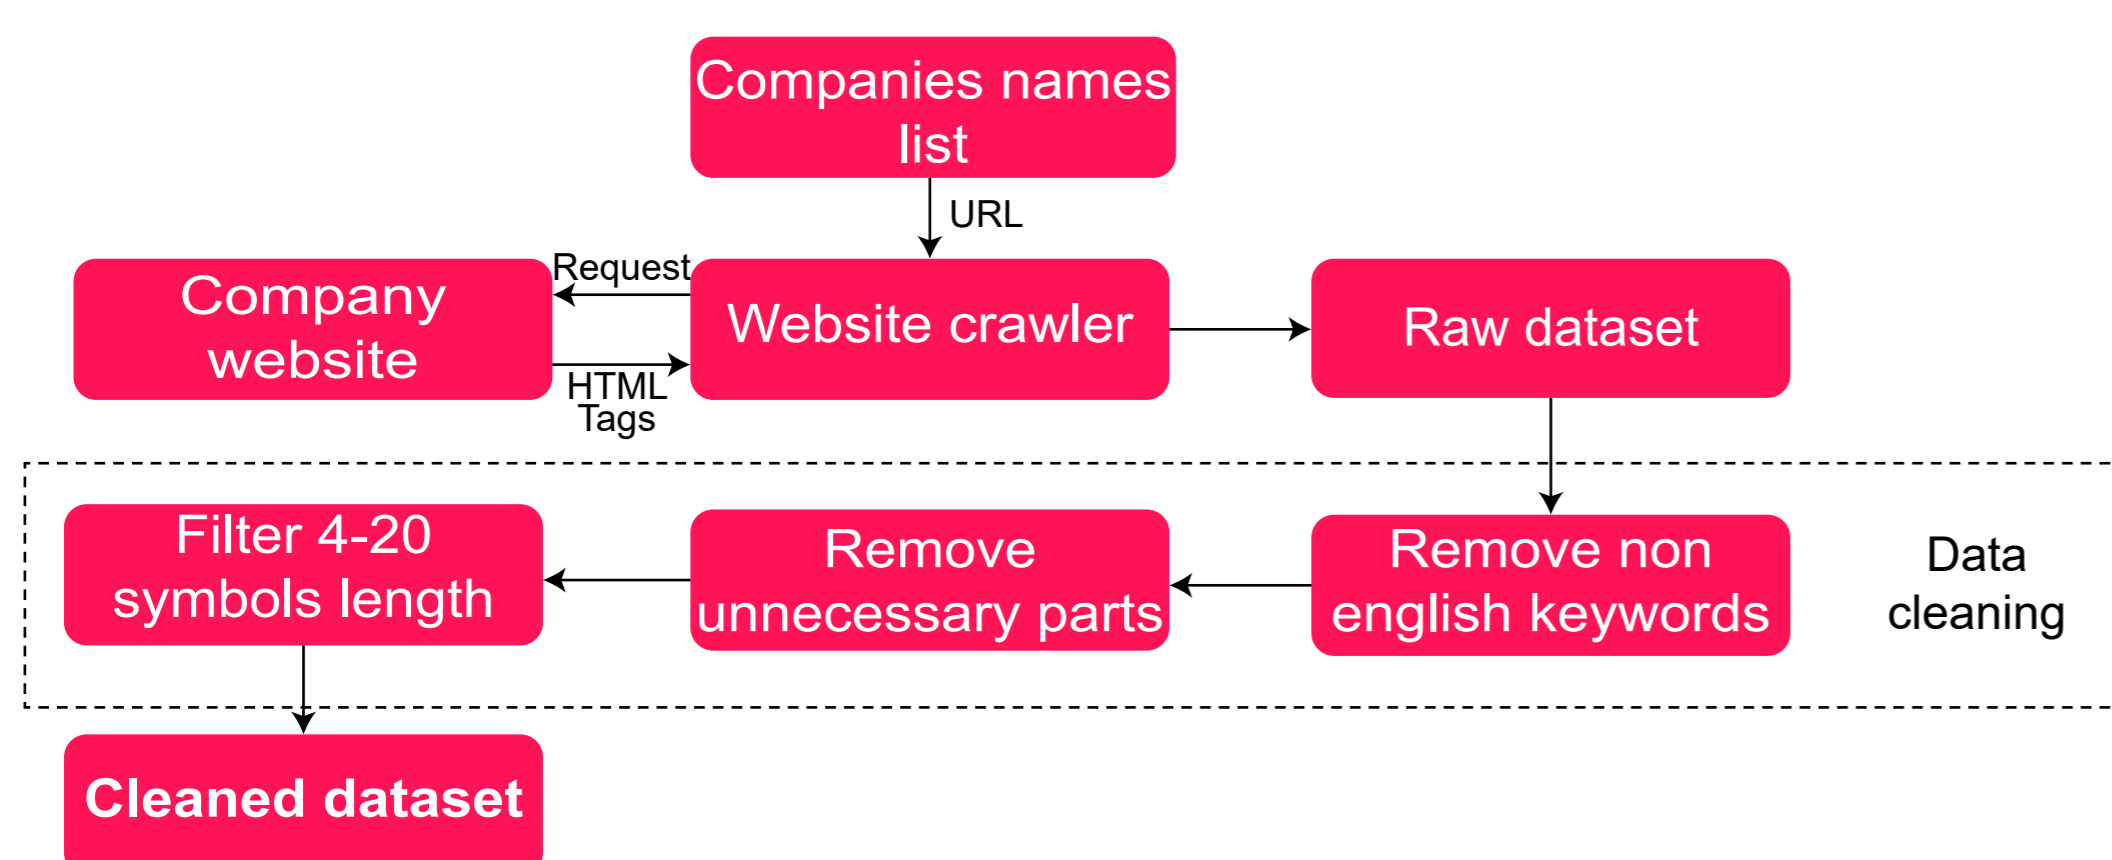 Companies names
list
URL
Request
Company
website
Website crawler
Raw dataset
HTML
Tags
Filter 4-20
symbols length
Remove
unnecessary parts
Remove non
english keywords
Data
cleaning
Cleaned dataset